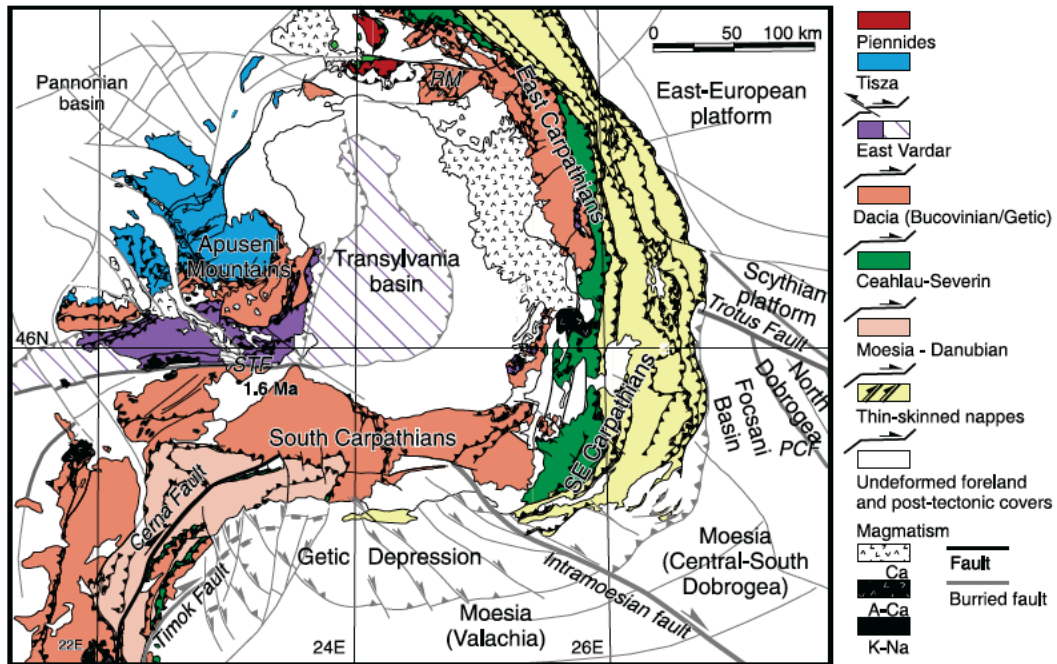 Pannonian
basin
RM
East Carpathians
0 50 100 km
East-European
platform
Apuseni
Mountains
Transylvania
basin
Scythian
platform
Trotus Fault
46N
STF
1.6 Ma
North
Dobrogea
PCF
Focsani
Basin
South Carpathians
SE Carpathians
Cerna Fault
Getic Depression
Timok Fault
Intramoesian fault
Moesia
(Central-South
Dobrogea)
Moesia
(Valachia)
22E
24E
26E
Piennides
Tisza
East Vardar
Dacia (Bucovinian/Getic)
Ceahlau-Severin
Moesia - Danubian
Thin-skinned nappes
Undeformed foreland
and post-tectonic covers
Magmatism
Ca
A-Ca
K-Na
Fault
Burried fault